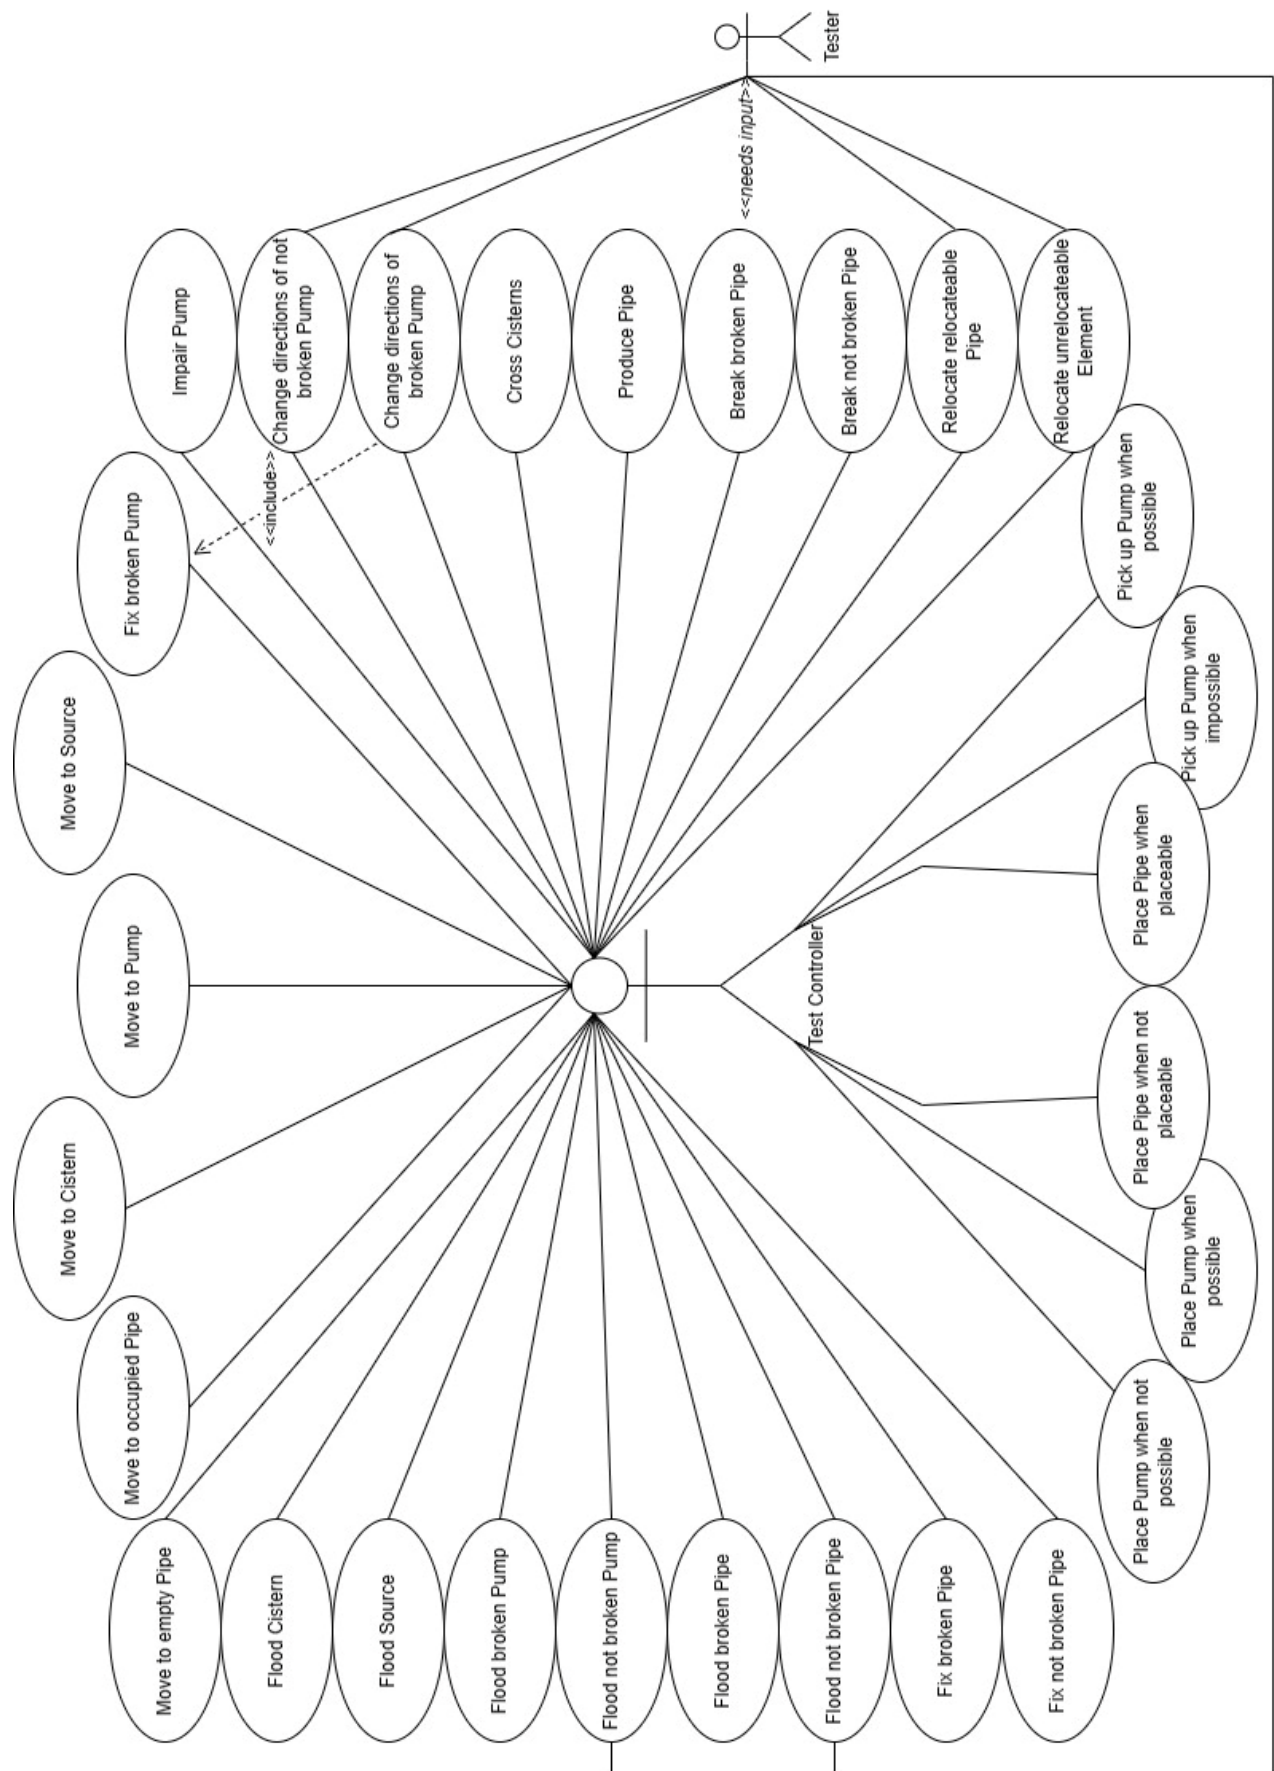 Tester
<<needs input>>
Impair Pump
Change directions of not
broken Pump
Change directions of
broken Pump
Cross Cisterns
Produce Pipe
Break broken Pipe
Break not broken Pipe
Relocate relocateable
Pipe
Relocate unrelocateable
Element
<<include>>
Fix broken Pump
Pick up Pump when
possible
Move to Source
Pick up Pump when
impossible
Move to Pump
Place Pipe when
placeable
Test Controller
Place Pipe when not
placeable
Move to Cistern
Place Pump when
possible
Move to occupied Pipe
Place Pump when not
possible
Move to empty Pipe
Flood Cistern
Flood Source
Flood broken Pump
Flood not broken Pump
Flood broken Pipe
Flood not broken Pipe
Fix broken Pipe
Fix not broken Pipe